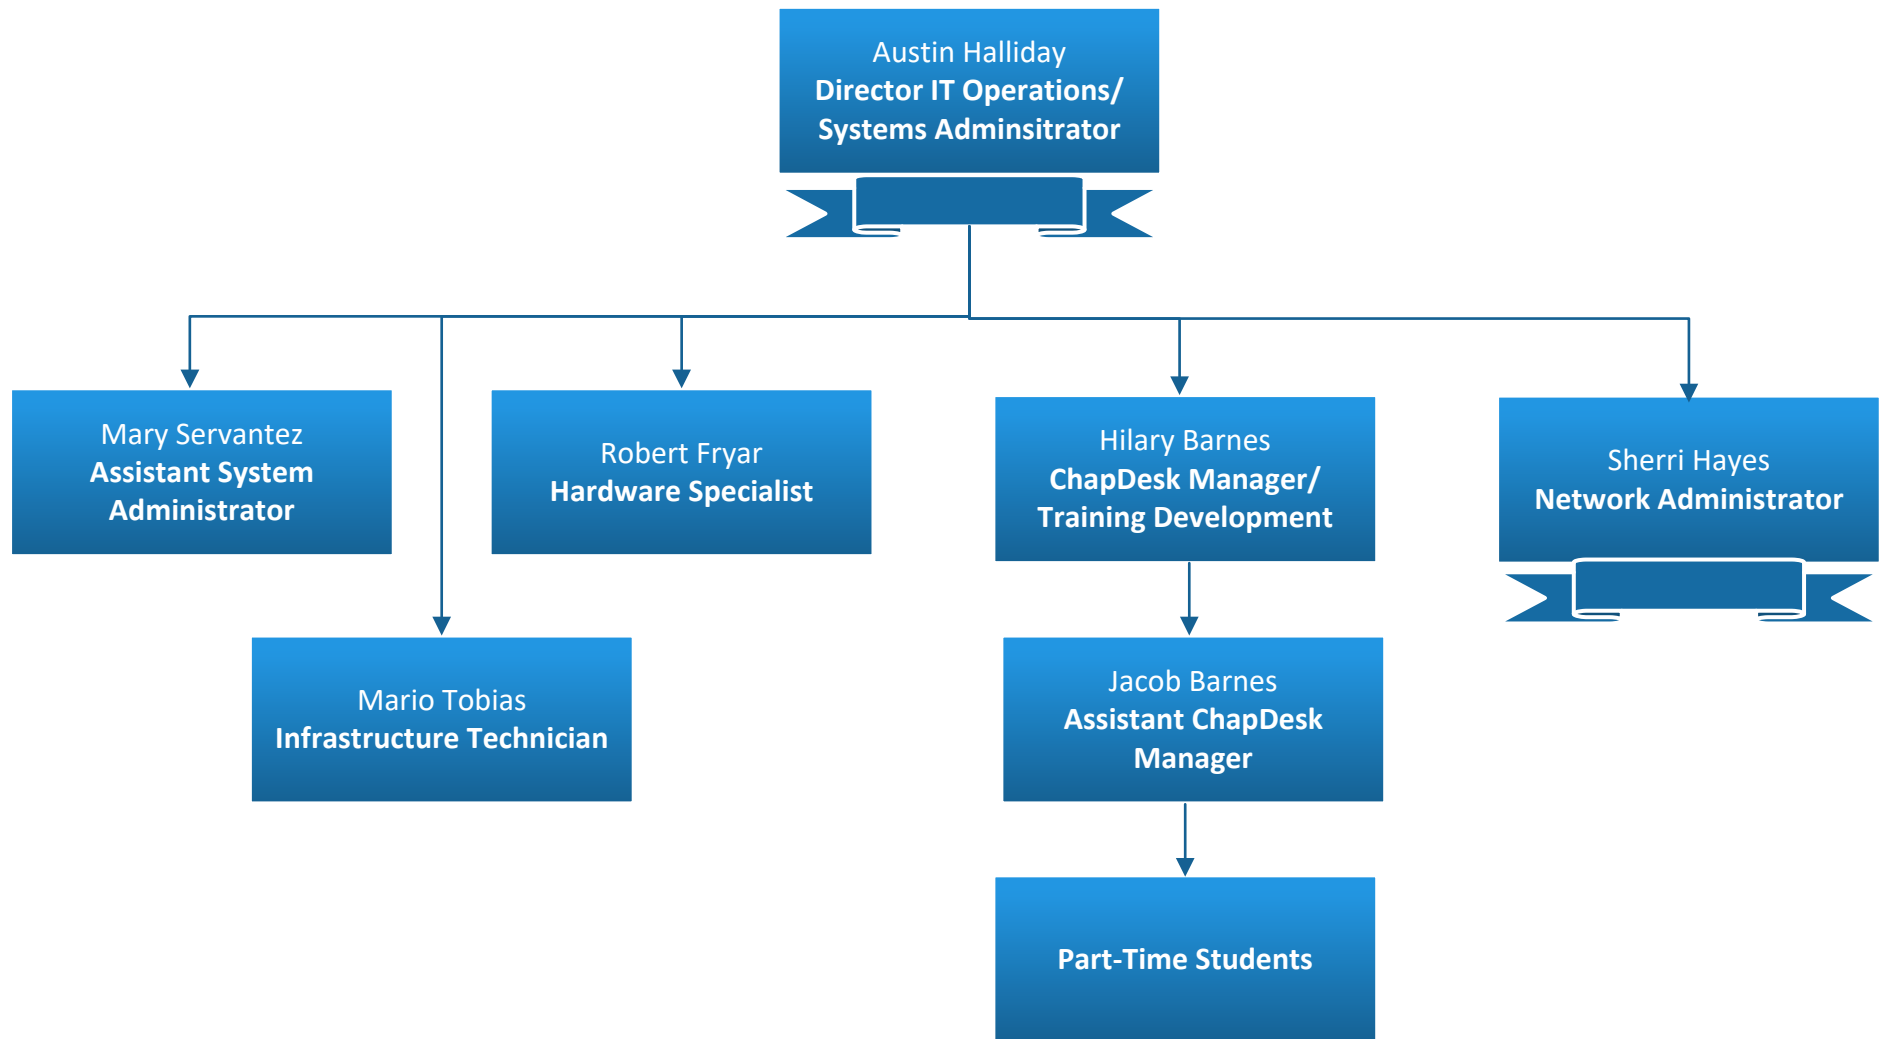 Austin Halliday
Director IT Operations/
Systems Adminsitrator
Mary Servantez
Assistant System
Administrator
Robert Fryar
Hardware Specialist
Hilary Barnes
ChapDesk Manager/
Training Development
Sherri Hayes
Network Administrator
Mario Tobias
Infrastructure Technician
Jacob Barnes
Assistant ChapDesk
Manager
Part-Time Students